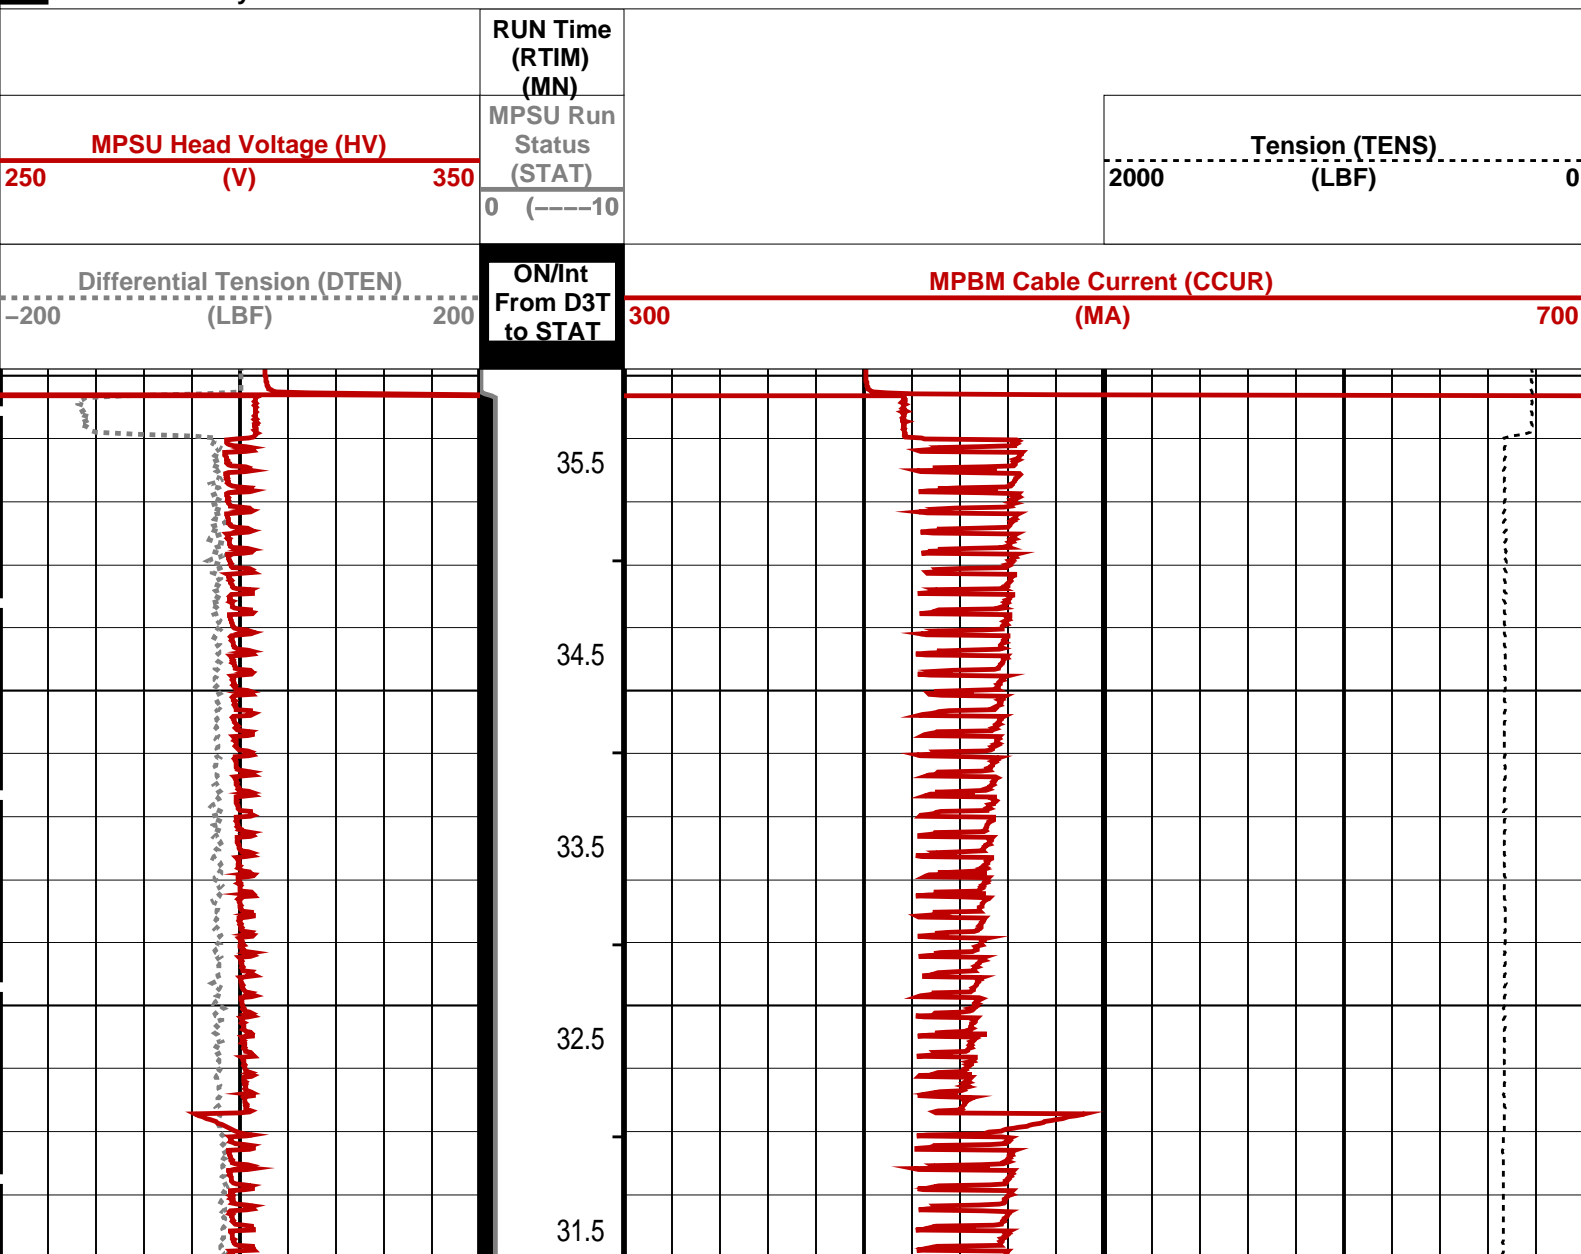 RUN Time
(RTIM)
(MN)
MPSU Run
Status
(STAT)
0 (----10
MPSU Head Voltage (HV)
250 (V) 350
Tension (TENS)
2000 (LBF) 0
Differential Tension (DTEN)
−200 (LBF) 200
ON/Int
From D3T
to STAT
MPBM Cable Current (CCUR)
300 (MA) 700
35.5
34.5
33.5
32.5
31.5